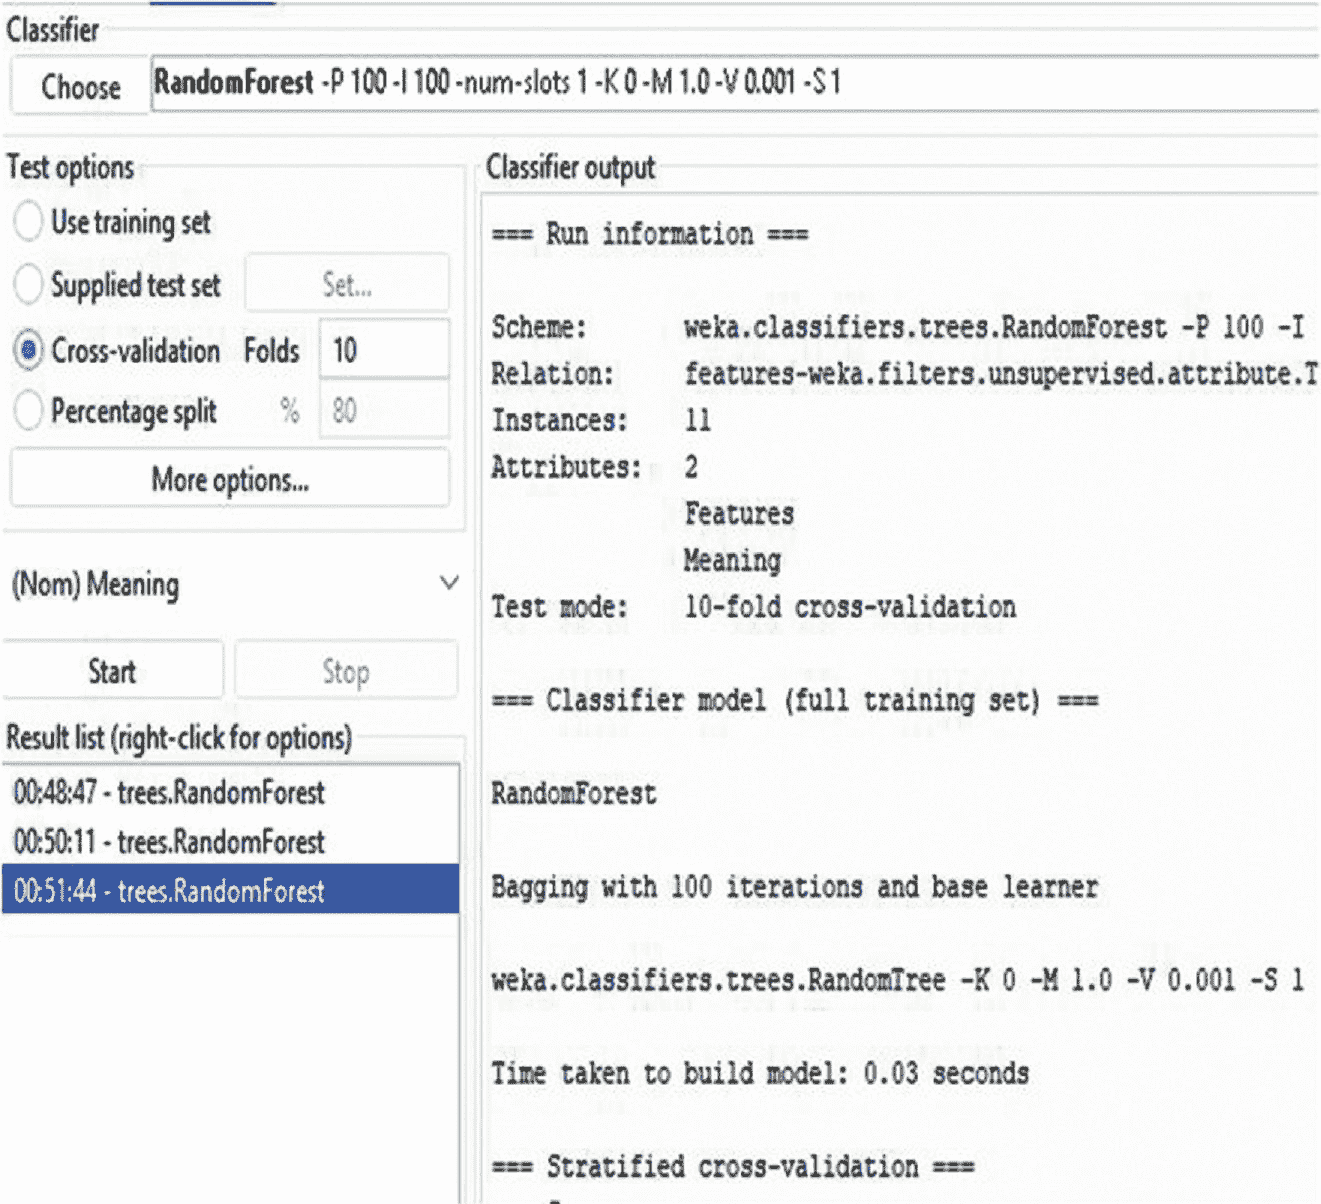 Classifier
Choose RandomForest -P 100 -I 100 -num-slots 1 -K 0 -M 1.0 -V 0.001 -S 1
Test options
Use training set
Supplied test set Set...
Cross-validation Folds 10
Percentage split % 80
More options...
(Nom) Meaning
Start Stop
Result list (right-click for options)
00:48:47 - trees.RandomForest
00:50:11 - trees.RandomForest
00:51:44 - trees.RandomForest
Classifier output
=== Run information ===
Scheme: weka.classifiers.trees.RandomForest -P 100 -I
Relation: features-weka.filters.unsupervised.attribute.T
Instances: 11
Attributes: 2
Features
Meaning
Test mode: 10-fold cross-validation
=== Classifier model (full training set) ===
RandomForest
Bagging with 100 iterations and base learner
weka.classifiers.trees.RandomTree -K 0 -M 1.0 -V 0.001 -S 1
Time taken to build model: 0.03 seconds
=== Stratified cross-validation ===